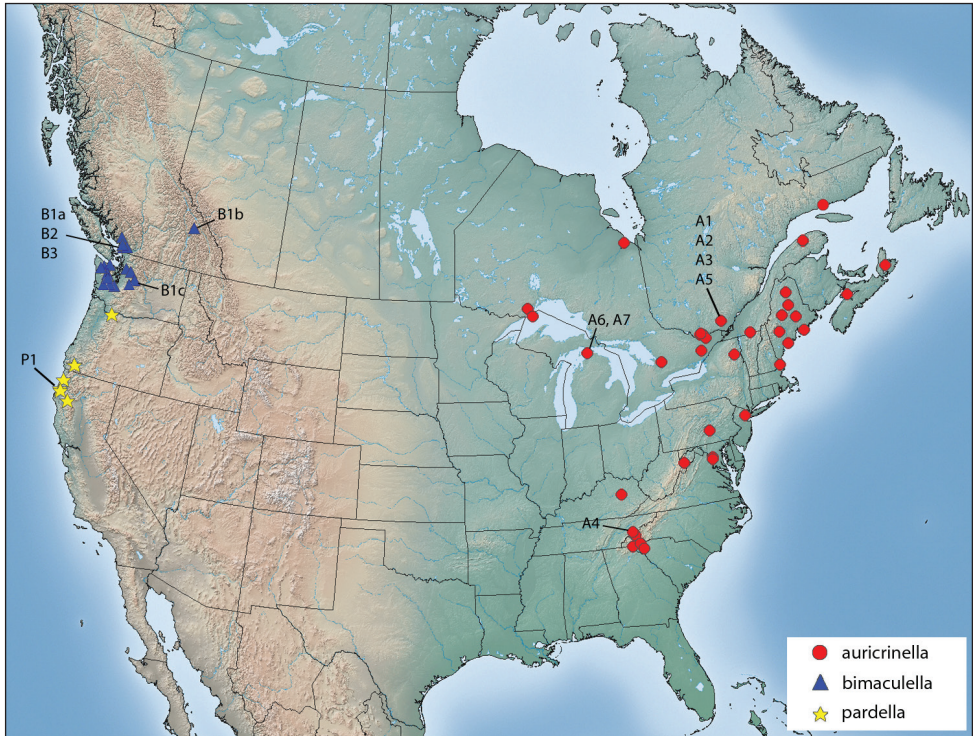 B1a
B2
B3
B1b
B1c
P1
A1
A2
A3
A5
A6, A7
A4
auricrinella
bimaculella
pardella